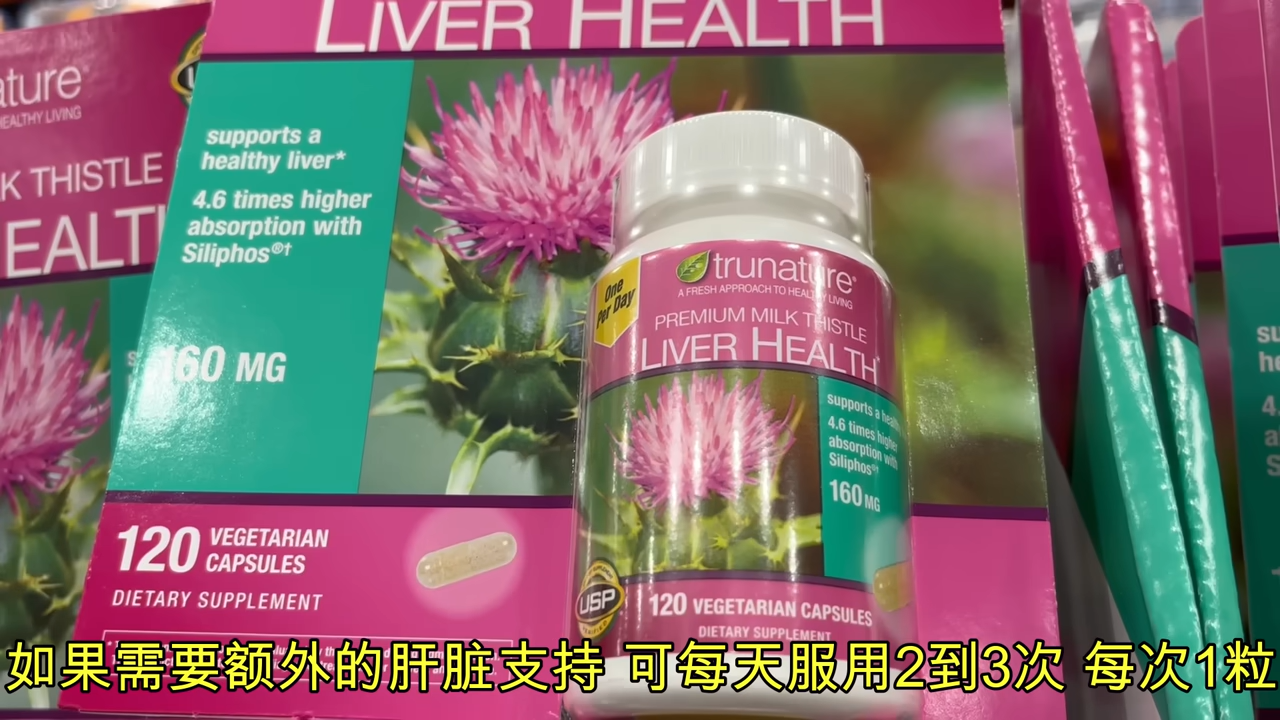 LIVER HEALTH
ature
HEALTHY LIVING
K THISTLE
EALT
supports a
healthy liver*
4.6 times higher
absorption with
Siliphos®†
160 MG
120 VEGETARIAN
CAPSULES
DIETARY SUPPLEMENT
One
Per Day
trunature®
A FRESH APPROACH TO HEALTHY LIVING
PREMIUM MILK THISTLE
LIVER HEALTH
supports a
4.6 times higher
absorption with
Siliphos®†
160 MG
USP
120 VEGETARIAN CAPSULES
DIETARY SUPPLEMENT
如果需要额外的肝脏支持 可每天服用2到3次 每次1粒